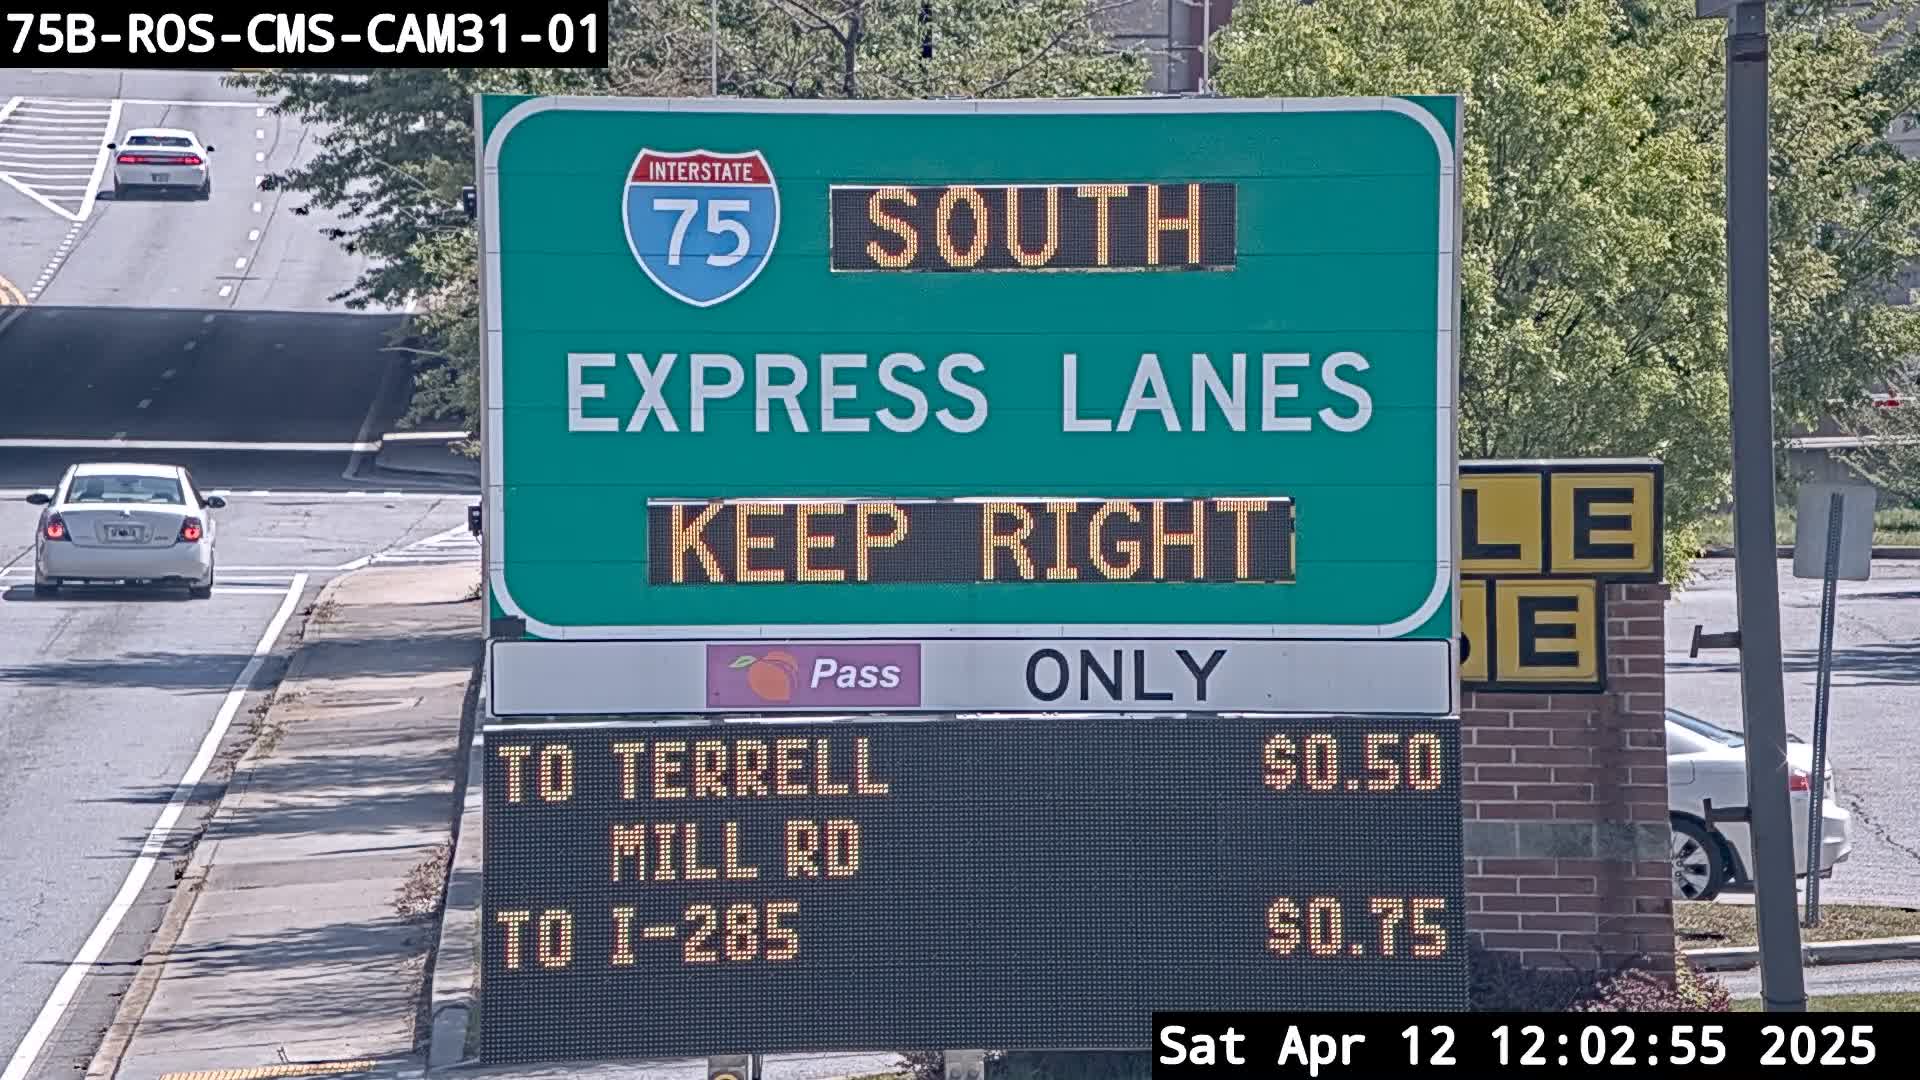 75B-ROS-CMS-CAM31-01
INTERSTATE
75
SOUTH
EXPRESS LANES
KEEP RIGHT
Pass ONLY
TO TERRELL $0.50
MILL RD
TO I-285 $0.75
LE
E
Sat Apr 12 12:02:55 2025